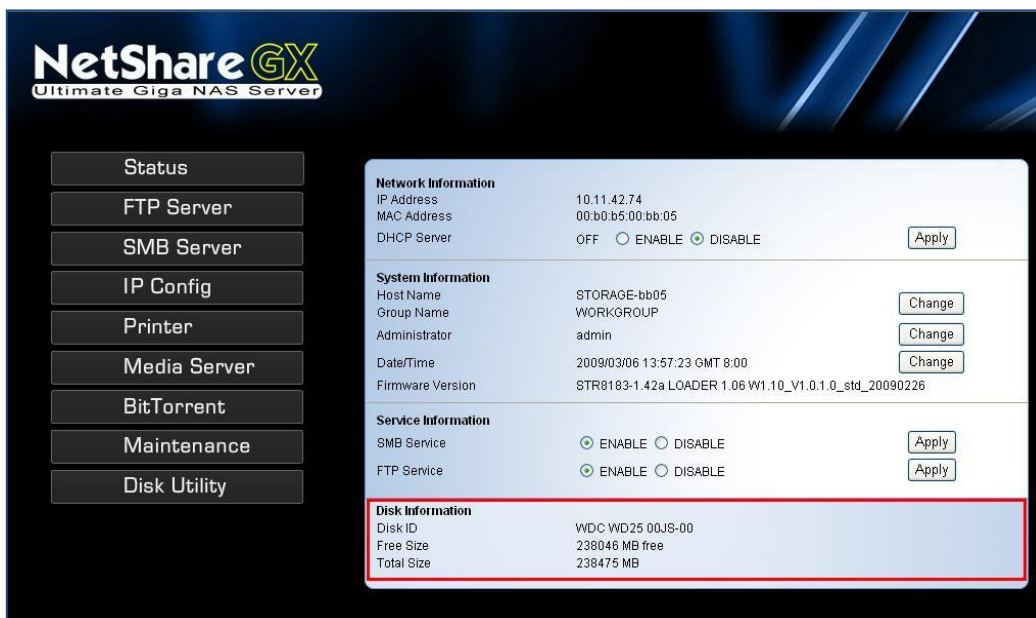 NetShare GX
Ultimate Giga NAS Server
Status
FTP Server
SMB Server
IP Config
Printer
Media Server
BitTorrent
Maintenance
Disk Utility
Network Information
IP Address 10.11.42.74
MAC Address 00:b0:b5:00:bb:05
DHCP Server OFF ENABLE DISABLE Apply
System Information
Host Name STORAGE-bb05
Group Name WORKGROUP Change
Administrator admin Change
Date/Time 2009/03/06 13:57:23 GMT 8:00 Change
Firmware Version STR8183-1.42a LOADER 1.06 W1.10_V1.0.1.0_std_20090226
Service Information
SMB Service ENABLE DISABLE Apply
FTP Service ENABLE DISABLE Apply
Disk Information
Disk ID WDC WD25 00JS-00
Free Size 238046 MB free
Total Size 238475 MB